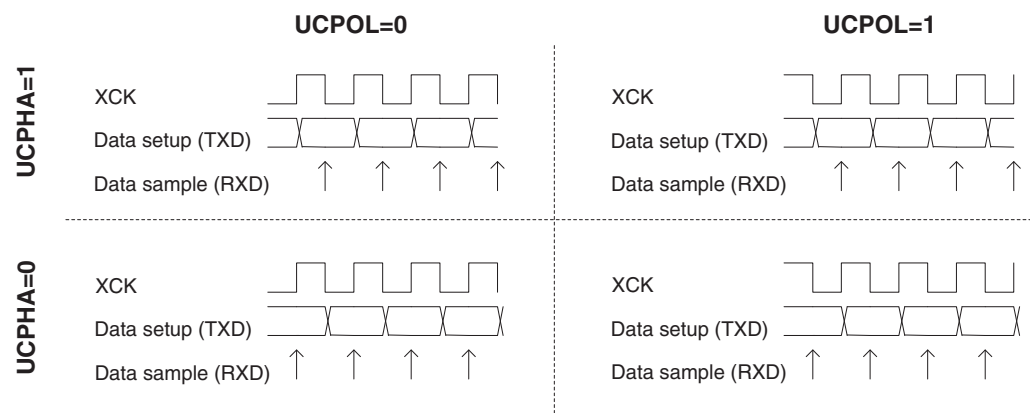 UCPOL=0
UCPOL=1
UCPHA=1
XCK
Data setup (TXD)
Data sample (RXD)
XCK
Data setup (TXD)
Data sample (RXD)
UCPHA=0
XCK
Data setup (TXD)
Data sample (RXD)
XCK
Data setup (TXD)
Data sample (RXD)